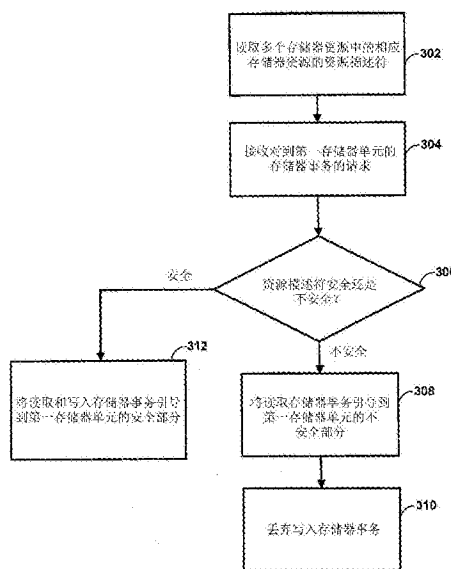 读取多个存储器资源中的相应
存储器资源的资源描述符
302
接收对到第一存储器单元的
存储器事务的请求
304
资源描述符安全还是
不安全？
306
安全
不安全
312
将读取和写入存储器事务引导
到第一存储器单元的安全部分
308
将读取存储器事务引导到
第一存储器单元的不
安全部分
310
丢弃写入存储器事务